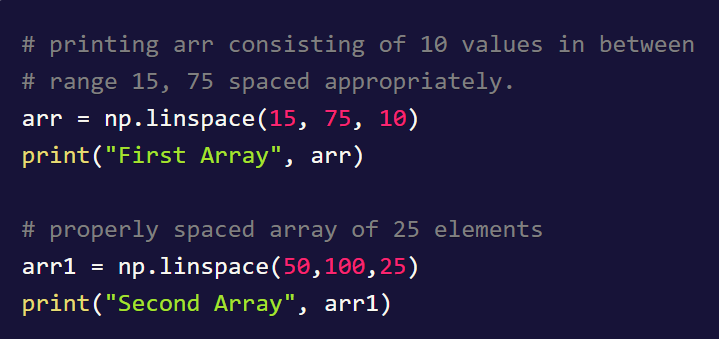 # printing arr consisting of 10 values in between
# range 15, 75 spaced appropriately.
arr = np.linspace(15, 75, 10)
print("First Array", arr)
# properly spaced array of 25 elements
arr1 = np.linspace(50,100,25)
print("Second Array", arr1)